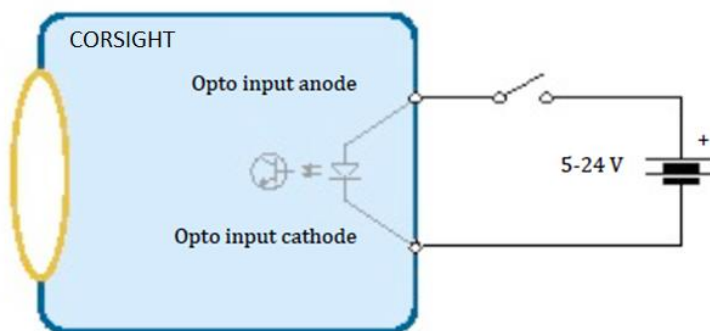 CORSIGHT
Opto input anode
+
5-24 V
Opto input cathode